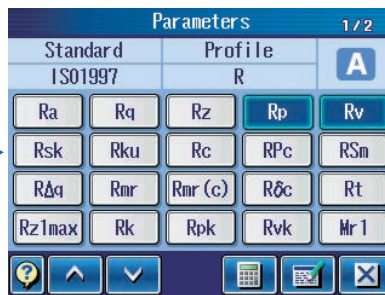 Parameters 1/2
Standard Profile
ISO1997 R
A
Ra Rq Rz Rp Rv
Rsk Rku Rc RPc RSm
RΔq Rmr Rmr(c) Rδc Rt
Rz1max Rk Rpk Rvk Mr1
?